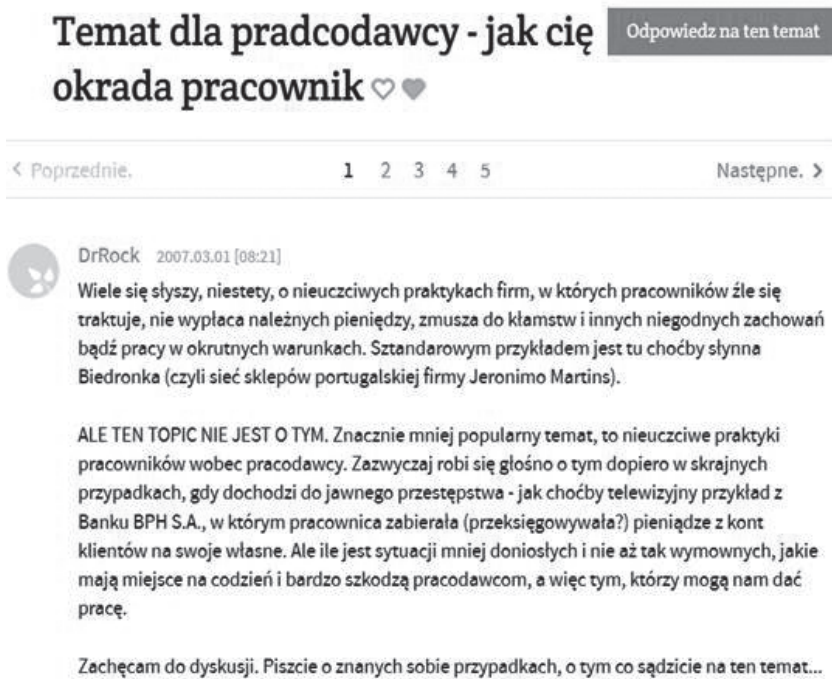 Temat dla pradcodawcy - jak cię
okrada pracownik
Odpowiedz na ten temat
Poprzednie.
1 2 3 4 5
Następne.
DrRock 2007.03.01 [08:21]
Wiele się słyszy, niestety, o nieuczciwych praktykach firm, w których pracowników źle się
traktuje, nie wypłaca należnych pieniędzy, zmusza do kłamstw i innych niegodnych zachowań
bądź pracy w okrutnych warunkach. Sztandarowym przykładem jest tu choćby słynna
Biedronka (czyli sieć sklepów portugalskiej firmy Jeronimo Martins).
ALE TEN TOPIC NIE JEST O TYM. Znacznie mniej popularny temat, to nieuczciwe praktyki
pracowników wobec pracodawcy. Zazwyczaj robi się głośno o tym dopiero w skrajnych
przypadkach, gdy dochodzi do jawnego przestępstwa - jak choćby telewizyjny przykład z
Banku BPH S.A., w którym pracownica zabierała (przeksięgowywała?) pieniądze z kont
klientów na swoje własne. Ale ile jest sytuacji mniej doniosłych i nie aż tak wymownych, jakie
mają miejsce na codzień i bardzo szkodzą pracodawcom, a więc tym, którzy mogą nam dać
pracę.
Zachęcam do dyskusji. Piszcie o znanych sobie przypadkach, o tym co sądzicie na ten temat...